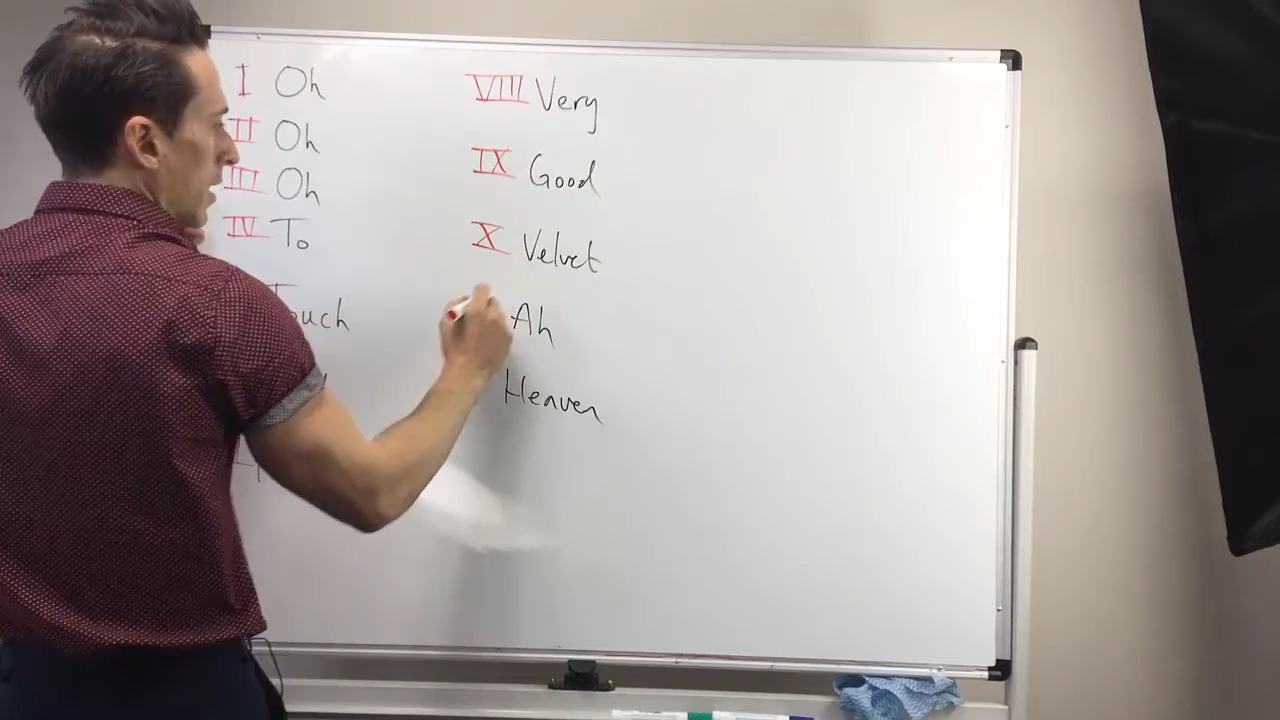 I Oh
II Oh
III Oh
IV To
ouch
VIII Very
IX Good
X Velvet
Ah
Heaven